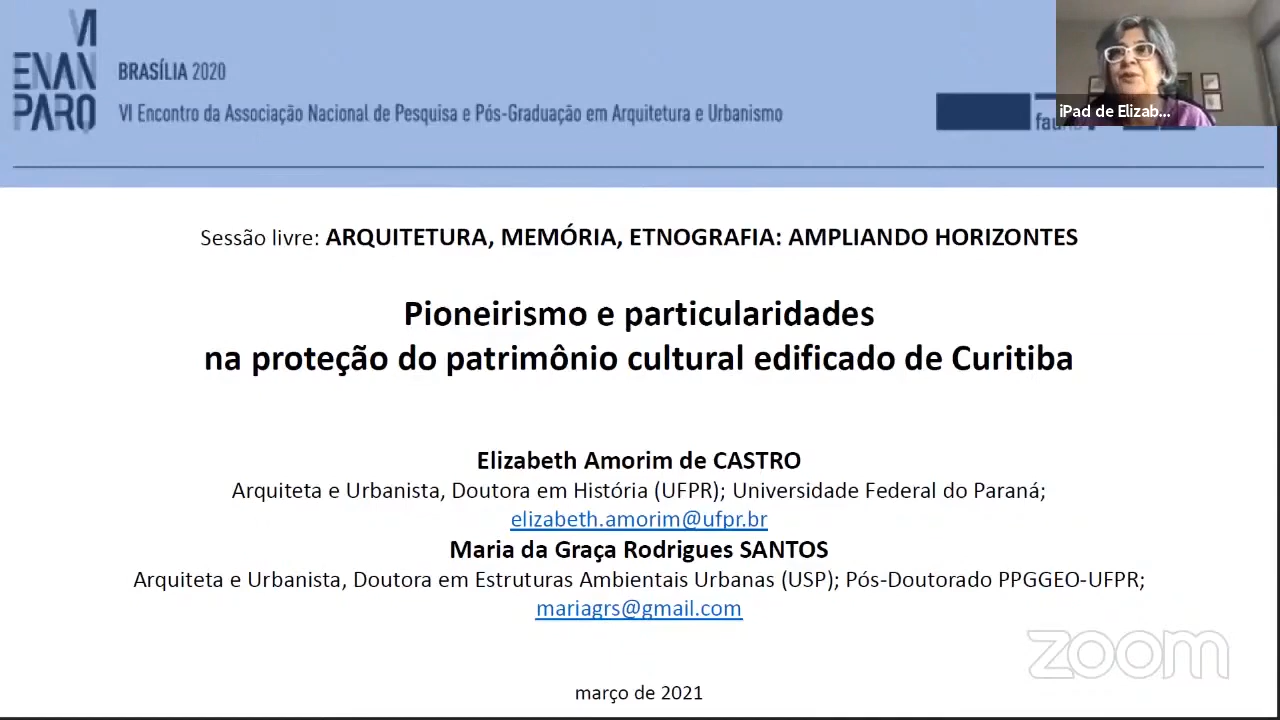 VI
ENAN
PARQ
BRASÍLIA 2020
VI Encontro da Associação Nacional de Pesquisa e Pós-Graduação em Arquitetura e Urbanismo
iPad de Elizab...
Sessão livre: ARQUITETURA, MEMÓRIA, ETNOGRAFIA: AMPLIANDO HORIZONTES
Pioneirismo e particularidades
na proteção do patrimônio cultural edificado de Curitiba
Elizabeth Amorim de CASTRO
Arquiteta e Urbanista, Doutora em História (UFPR); Universidade Federal do Paraná;
elizabeth.amorim@ufpr.br
Maria da Graça Rodrigues SANTOS
Arquiteta e Urbanista, Doutora em Estruturas Ambientais Urbanas (USP); Pós-Doutorado PPGGEO-UFPR;
mariagrs@gmail.com
zoom
março de 2021